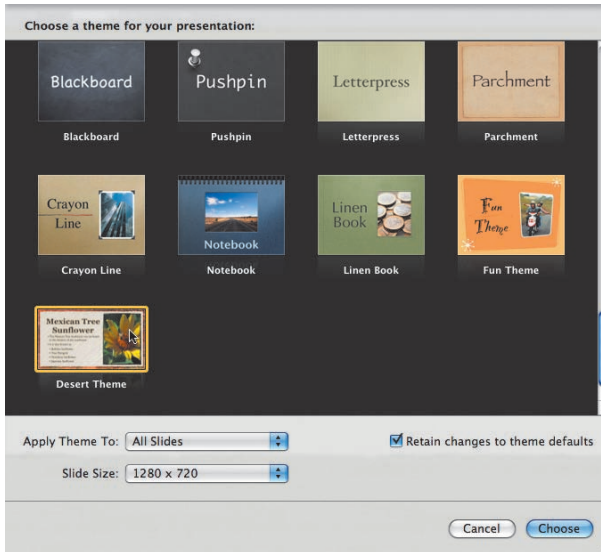 Choose a theme for your presentation:
Blackboard
Pushpin
Letterpress
Parchment
Blackboard
Pushpin
Letterpress
Parchment
Crayon
Line
Notebook
Linen
Book
Fun
Theme
Crayon Line
Notebook
Linen Book
Fun Theme
Mexican Tree
Sunflower
Desert Theme
Apply Theme To: All Slides
Retain changes to theme defaults
Slide Size: 1280 x 720
Cancel
Choose